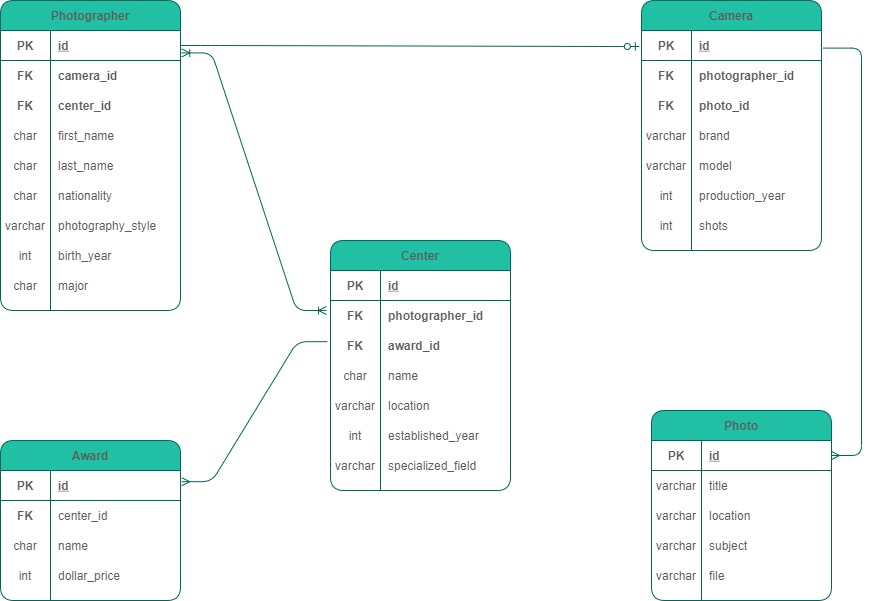 Photographer
PK id
FK camera_id
FK center_id
char first_name
char last_name
char nationality
varchar photography_style
int birth_year
char major
Camera
PK id
FK photographer_id
FK photo_id
varchar brand
varchar model
int production_year
int shots
Center
PK id
FK photographer_id
FK award_id
char name
varchar location
int established_year
varchar specialized_field
Award
PK id
FK center_id
char name
int dollar_price
Photo
PK id
varchar title
varchar location
varchar subject
varchar file